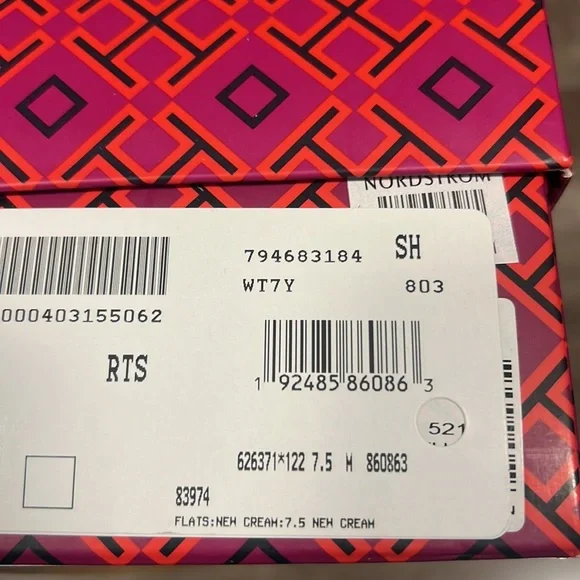 NORDSTROM
794683184 SH
WT7Y 803
000403155062
RTS
1 92485 86086 3
521
626371*122 7.5 M 860863
83974
FLATS:NEW CREAM:7.5 NEW CREAM